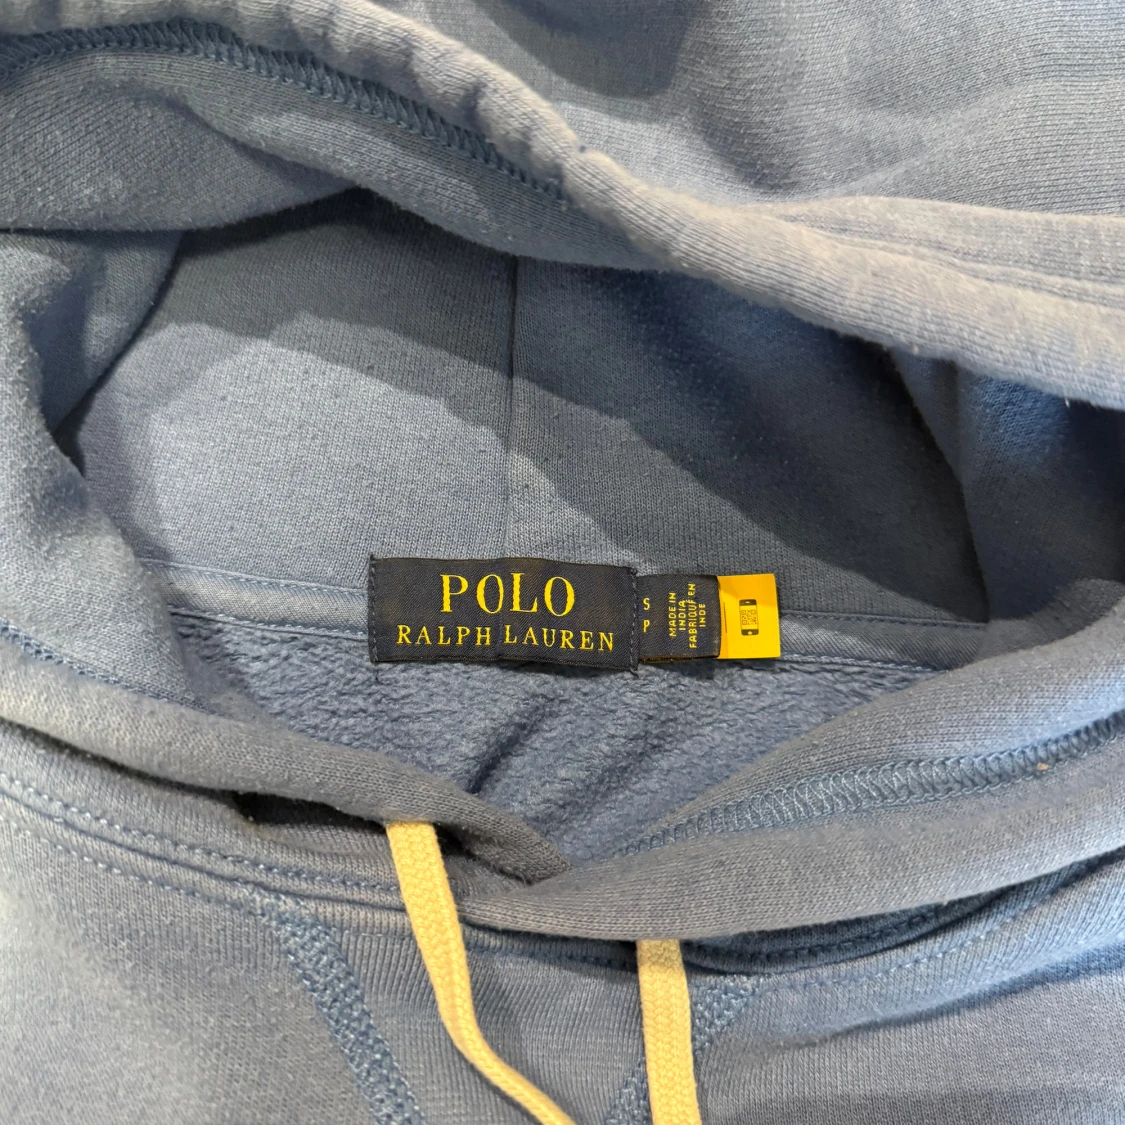 POLO
RALPH LAUREN
S
P
MADE IN
INDIA
FABRIQUÉ EN
INDE